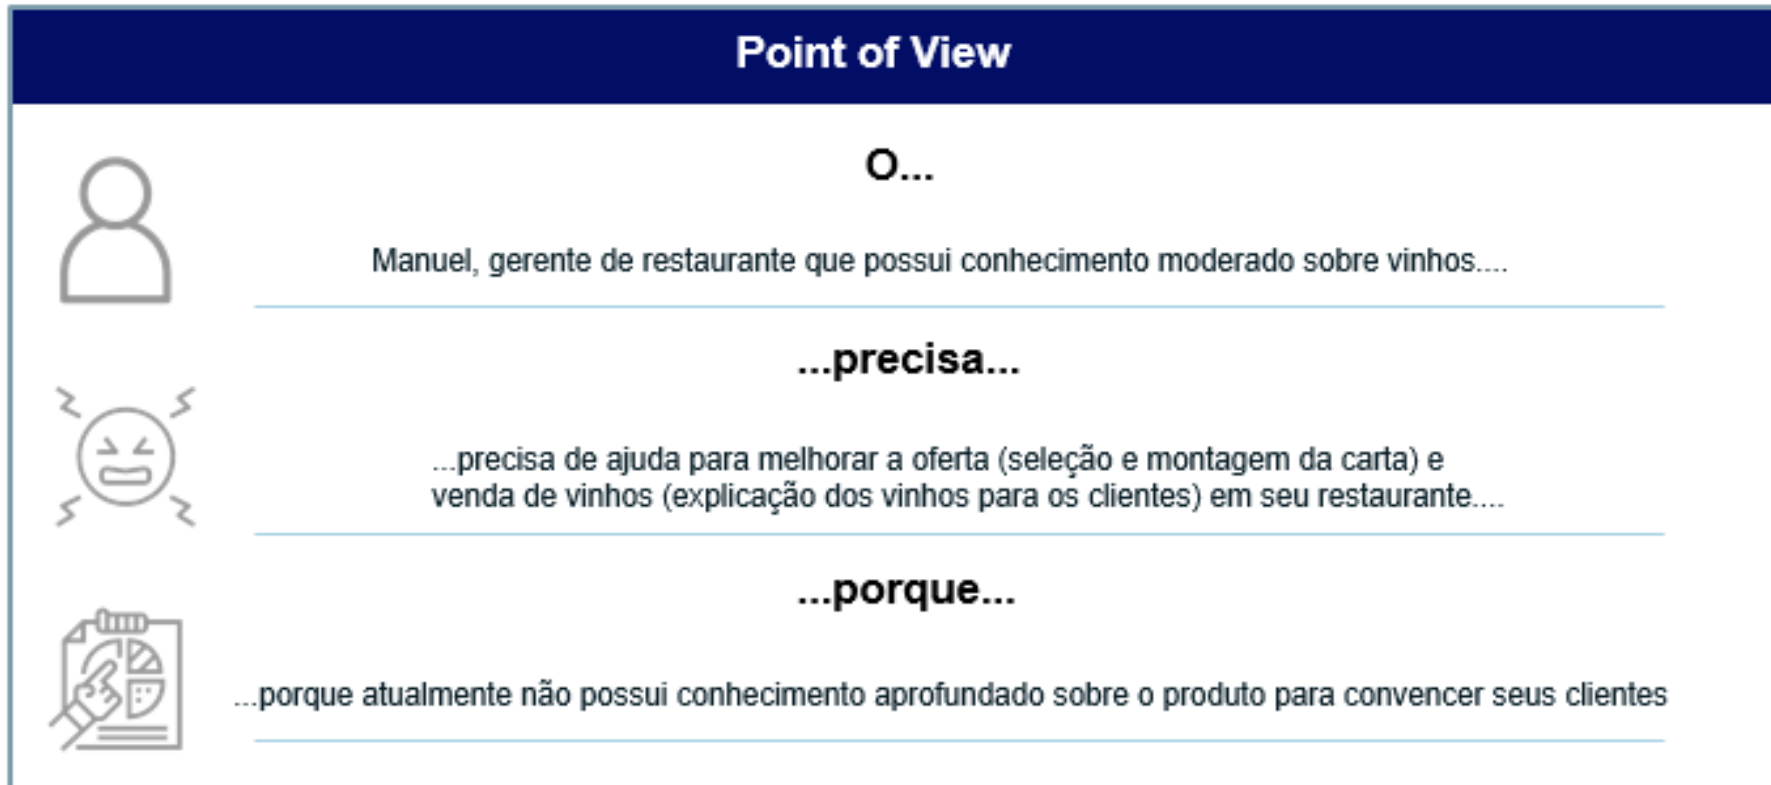 Point of View
O...
Manuel, gerente de restaurante que possui conhecimento moderado sobre vinhos....
...precisa...
...precisa de ajuda para melhorar a oferta (seleção e montagem da carta) e
venda de vinhos (explicação dos vinhos para os clientes) em seu restaurante....
...porque...
...porque atualmente não possui conhecimento aprofundado sobre o produto para convencer seus clientes